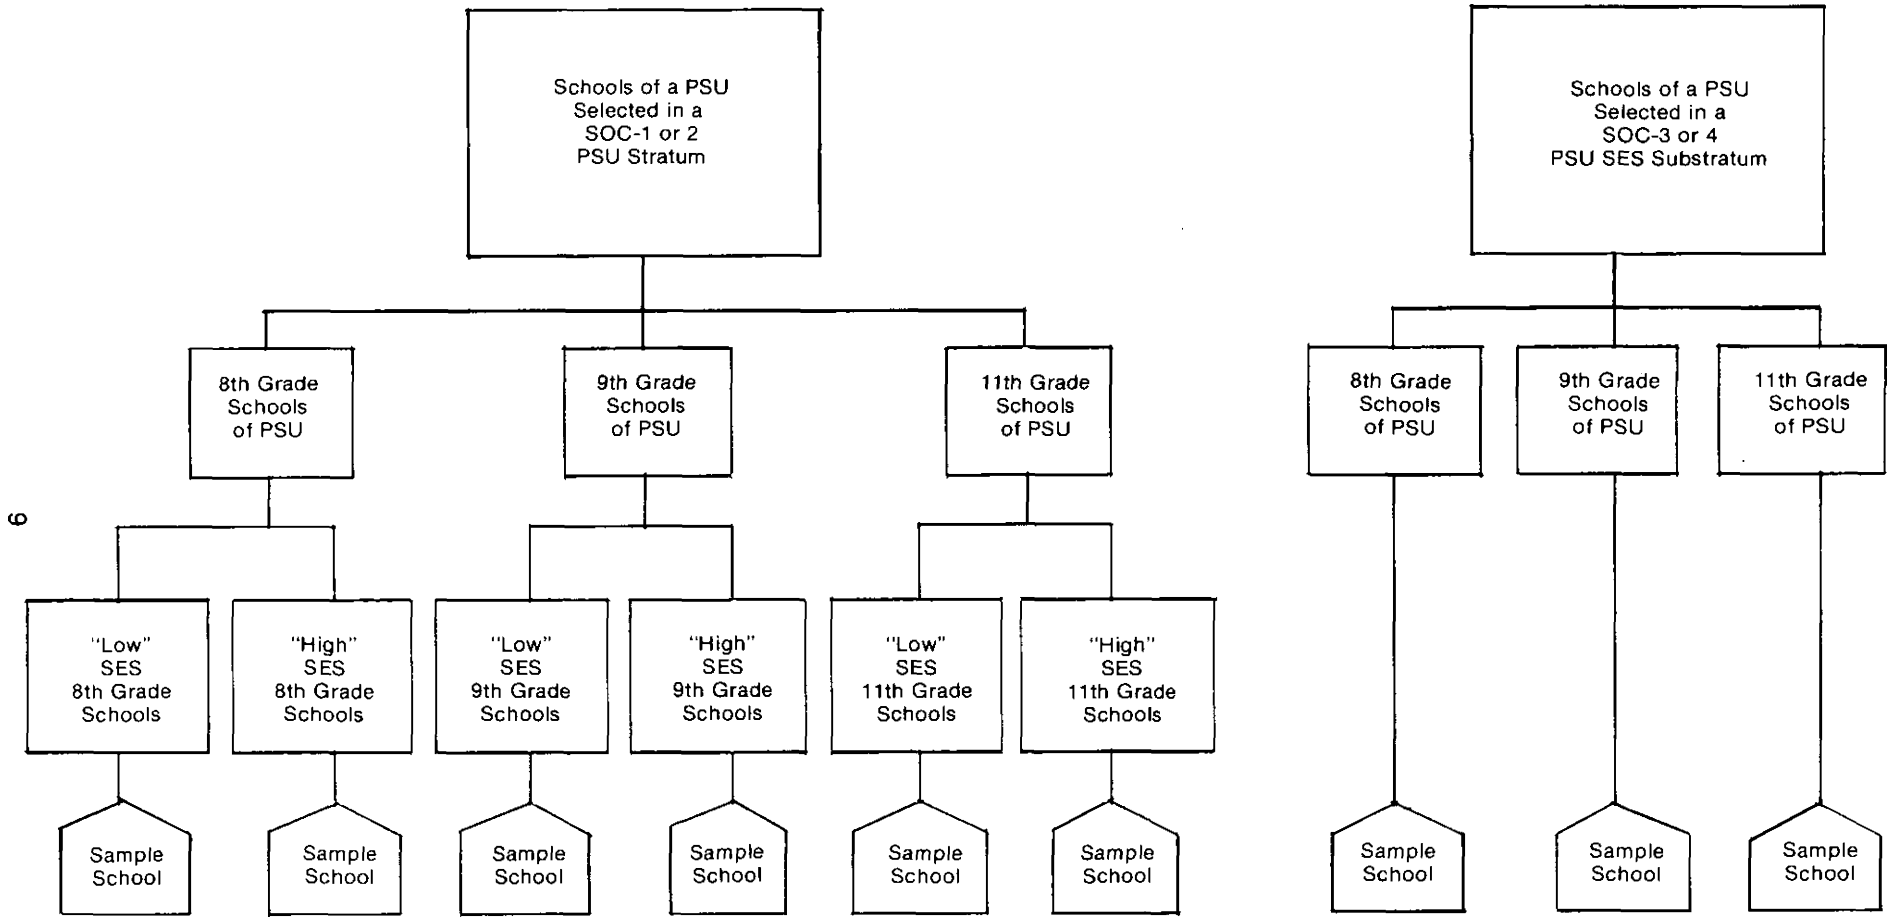 Schools of a PSU
Selected in a
SOC-1 or 2
PSU Stratum
Schools of a PSU
Selected in a
SOC-3 or 4
PSU SES Substratum
8th Grade
Schools
of PSU
9th Grade
Schools
of PSU
11th Grade
Schools
of PSU
8th Grade
Schools
of PSU
9th Grade
Schools
of PSU
11th Grade
Schools
of PSU
9
"Low"
SES
8th Grade
Schools
"High"
SES
8th Grade
Schools
"Low"
SES
9th Grade
Schools
"High"
SES
9th Grade
Schools
"Low"
SES
11th Grade
Schools
"High"
SES
11th Grade
Schools
Sample
School
Sample
School
Sample
School
Sample
School
Sample
School
Sample
School
Sample
School
Sample
School
Sample
School